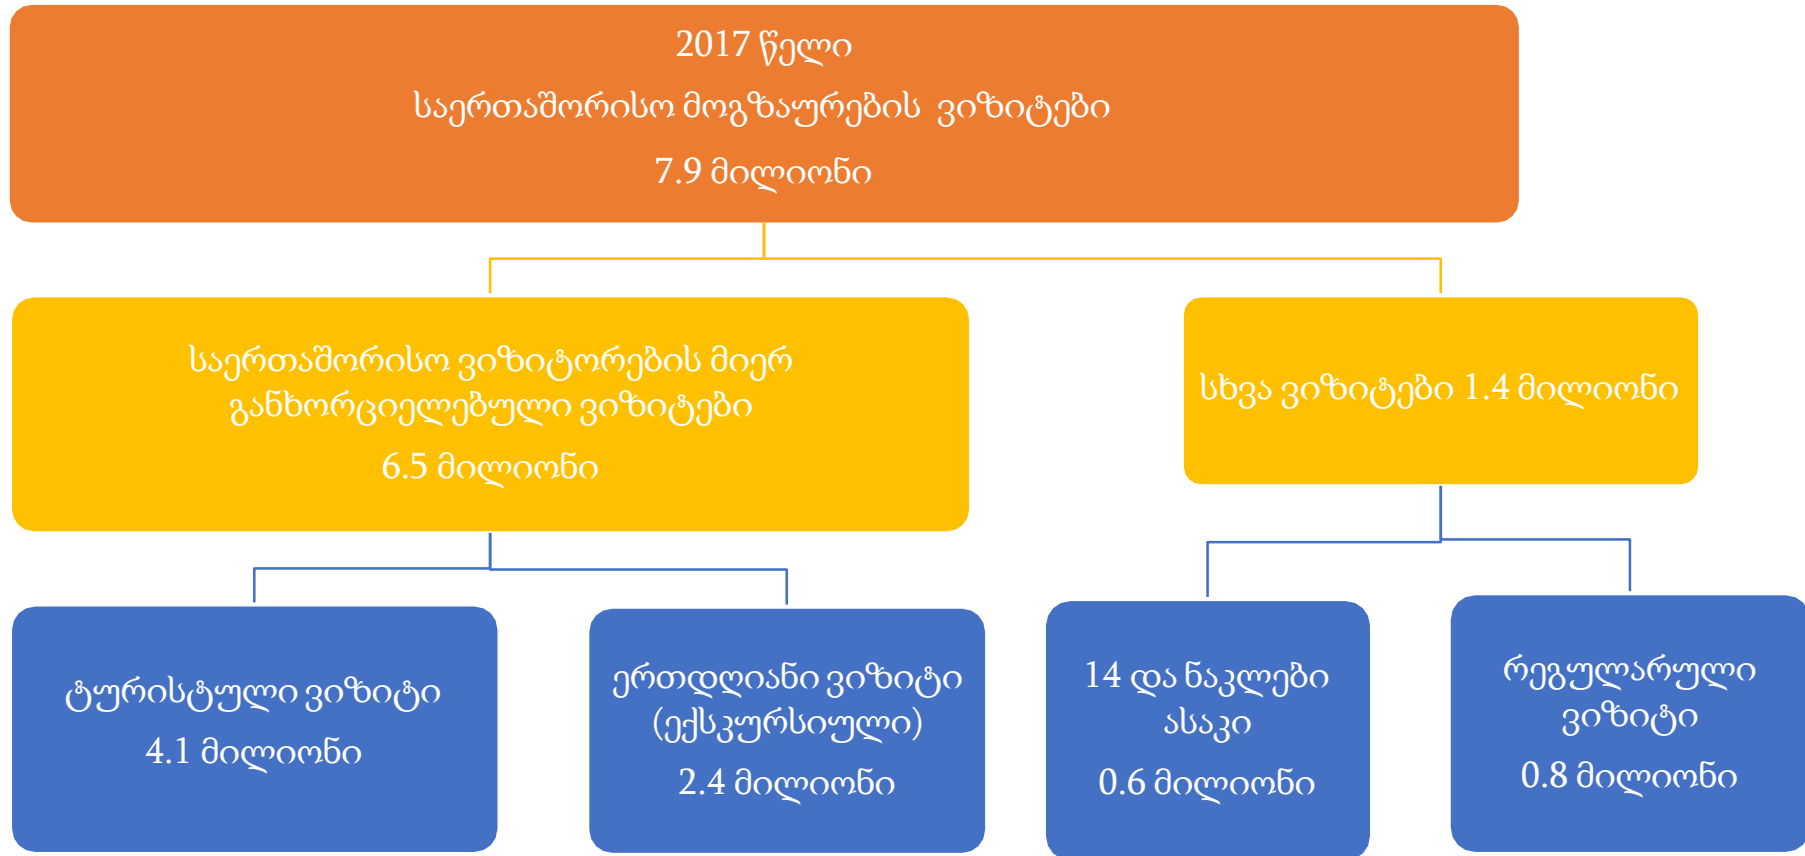 2017 წელი
საერთაშორისო მოგზაურების ვიზიტები
7.9 მილიონი
საერთაშორისო ვიზიტორების მიერ
განხორციელებული ვიზიტები
6.5 მილიონი
სხვა ვიზიტები 1.4 მილიონი
ტურისტული ვიზიტი
4.1 მილიონი
ერთდღიანი ვიზიტი
(ექსკურსიული)
2.4 მილიონი
14 და ნაკლები
ასაკი
0.6 მილიონი
რეგულარული
ვიზიტი
0.8 მილიონი